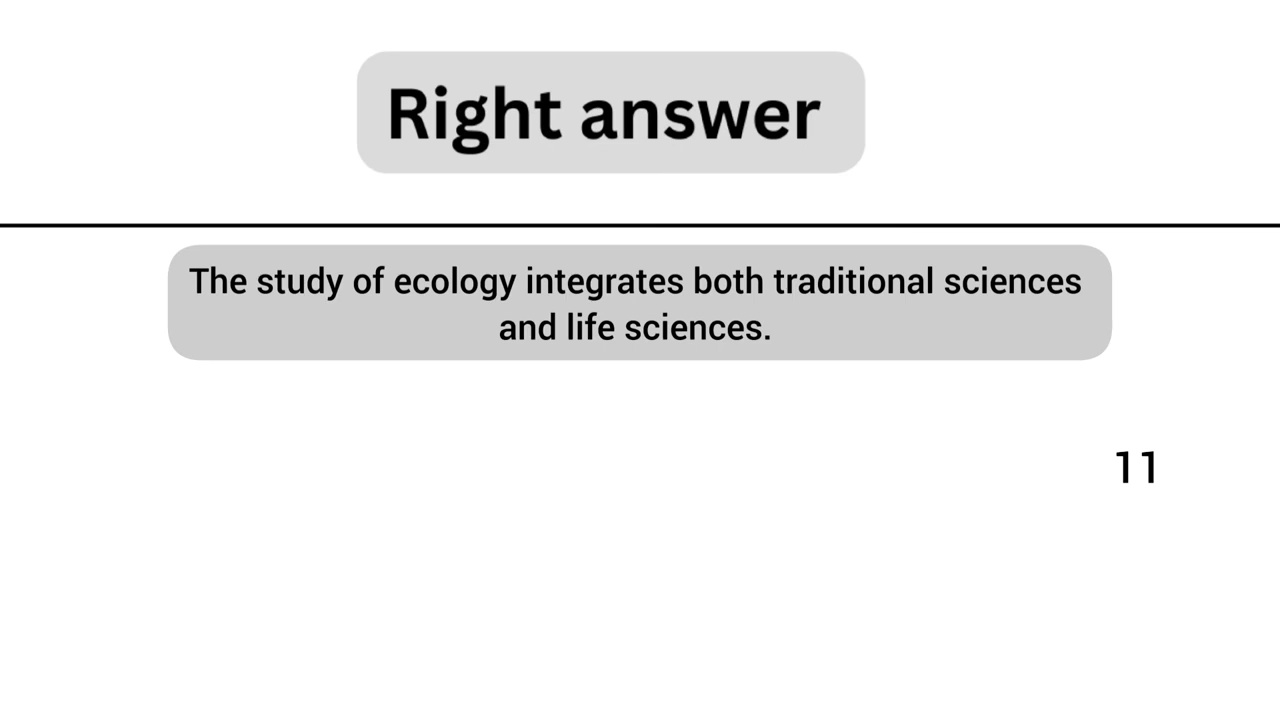 Right answer
The study of ecology integrates both traditional sciences
and life sciences.
11